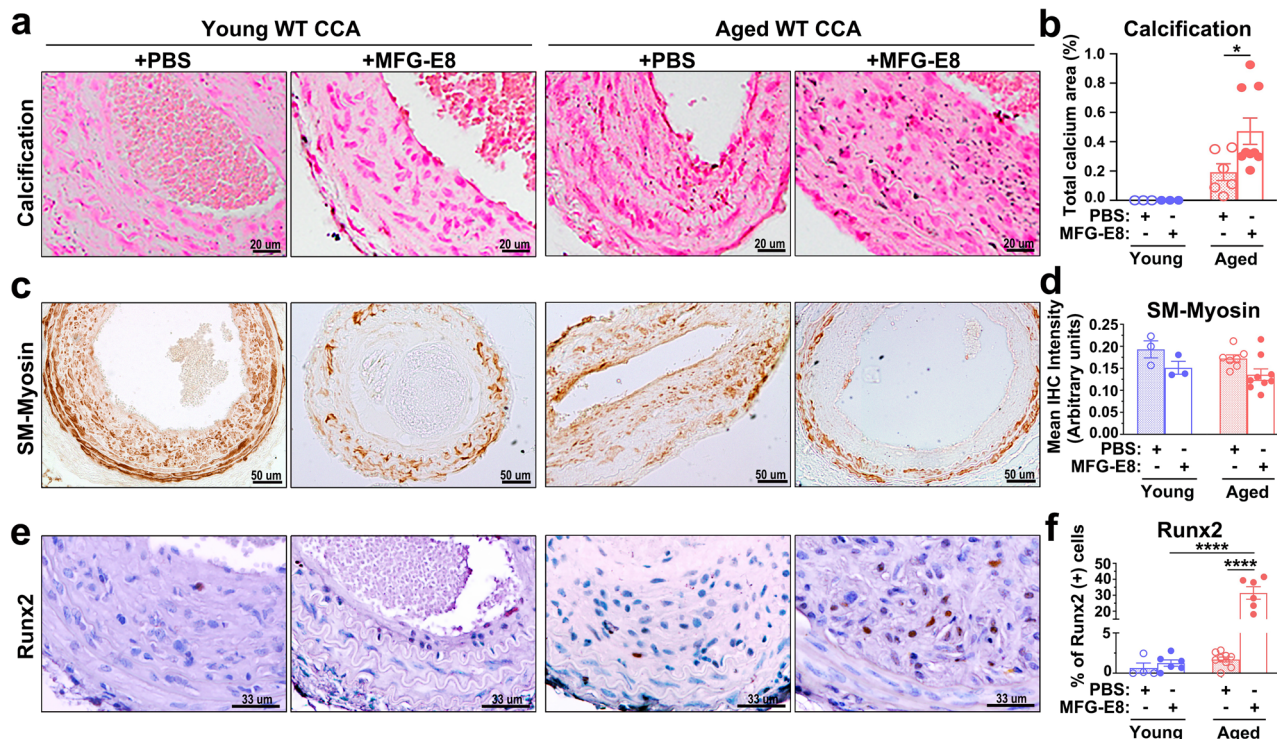 a
Young WT CCA
Aged WT CCA
+PBS
+MFG-E8
+PBS
+MFG-E8
Calcification
20 um
20 um
20 um
20 um
b
Calcification
Total calcium area (%)
1.0
0.8
0.6
0.4
0.2
0.0
*
PBS: + - + -
MFG-E8: - + - +
Young Aged
c
SM-Myosin
50 um
50 um
50 um
50 um
d
SM-Myosin
Mean IHC Intensity
(Arbitrary units)
0.25
0.20
0.15
0.15
0.05
0.00
PBS: + - + -
MFG-E8: - + - +
Young Aged
e
Runx2
33 um
33 um
33 um
33 um
f
Runx2
% of Runx2 (+) cells
50
40
30
20
10
5
0
****
****
PBS: + - + -
MFG-E8: - + - +
Young Aged